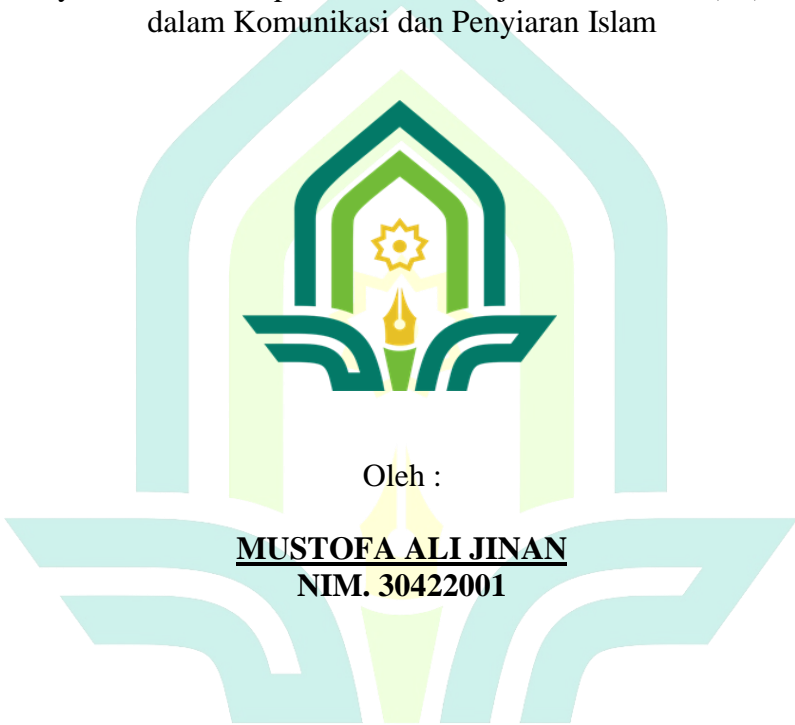 dalam Komunikasi dan Penyiaran Islam
Oleh :
MUSTOFA ALI JINAN
NIM. 30422001